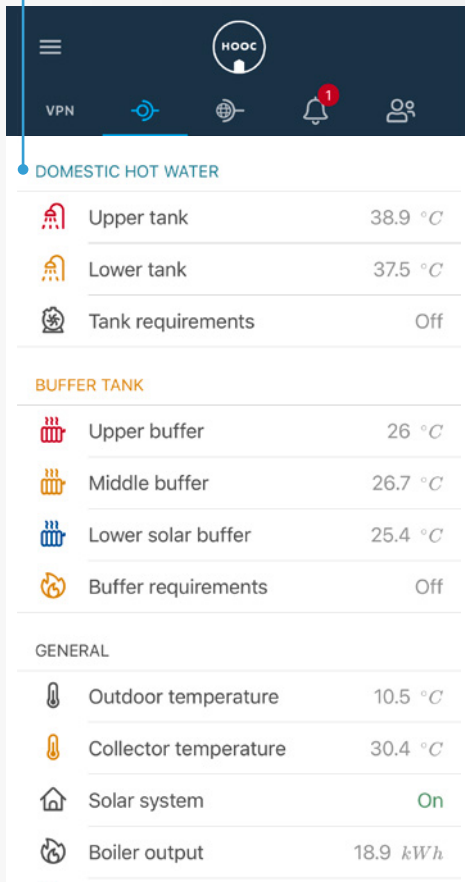 HOOC
VPN
1
DOMESTIC HOT WATER
Upper tank 38.9 °C
Lower tank 37.5 °C
Tank requirements Off
BUFFER TANK
Upper buffer 26 °C
Middle buffer 26.7 °C
Lower solar buffer 25.4 °C
Buffer requirements Off
GENERAL
Outdoor temperature 10.5 °C
Collector temperature 30.4 °C
Solar system On
Boiler output 18.9 kWh